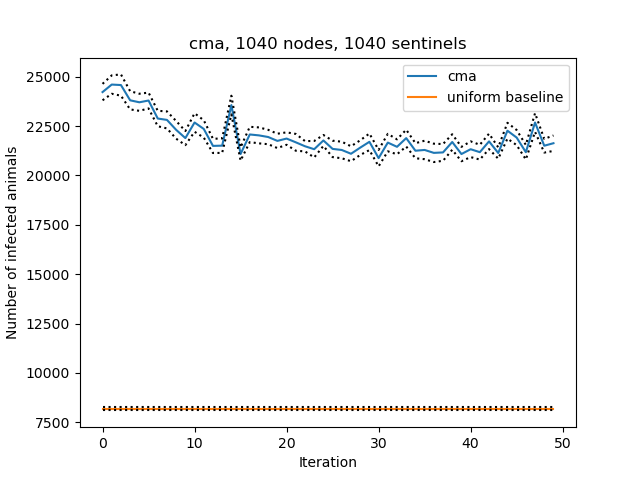 cma, 1040 nodes, 1040 sentinels
cma
uniform baseline
Number of infected animals
25000
22500
20000
17500
15000
12500
10000
7500
0 10 20 30 40 50
Iteration